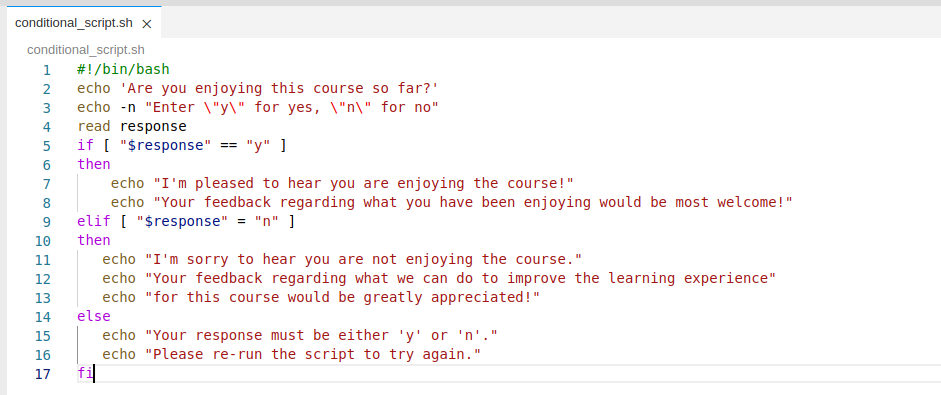 conditional_script.sh ×
conditional_script.sh
1 #!/bin/bash
2 echo 'Are you enjoying this course so far?'
3 echo -n "Enter \"y\" for yes, \"n\" for no"
4 read response
5 if [ "$response" == "y" ]
6 then
7     echo "I'm pleased to hear you are enjoying the course!"
8     echo "Your feedback regarding what you have been enjoying would be most welcome!"
9 elif [ "$response" = "n" ]
10 then
11    echo "I'm sorry to hear you are not enjoying the course."
12    echo "Your feedback regarding what we can do to improve the learning experience"
13    echo "for this course would be greatly appreciated!"
14 else
15    echo "Your response must be either 'y' or 'n'."
16    echo "Please re-run the script to try again."
17 fi